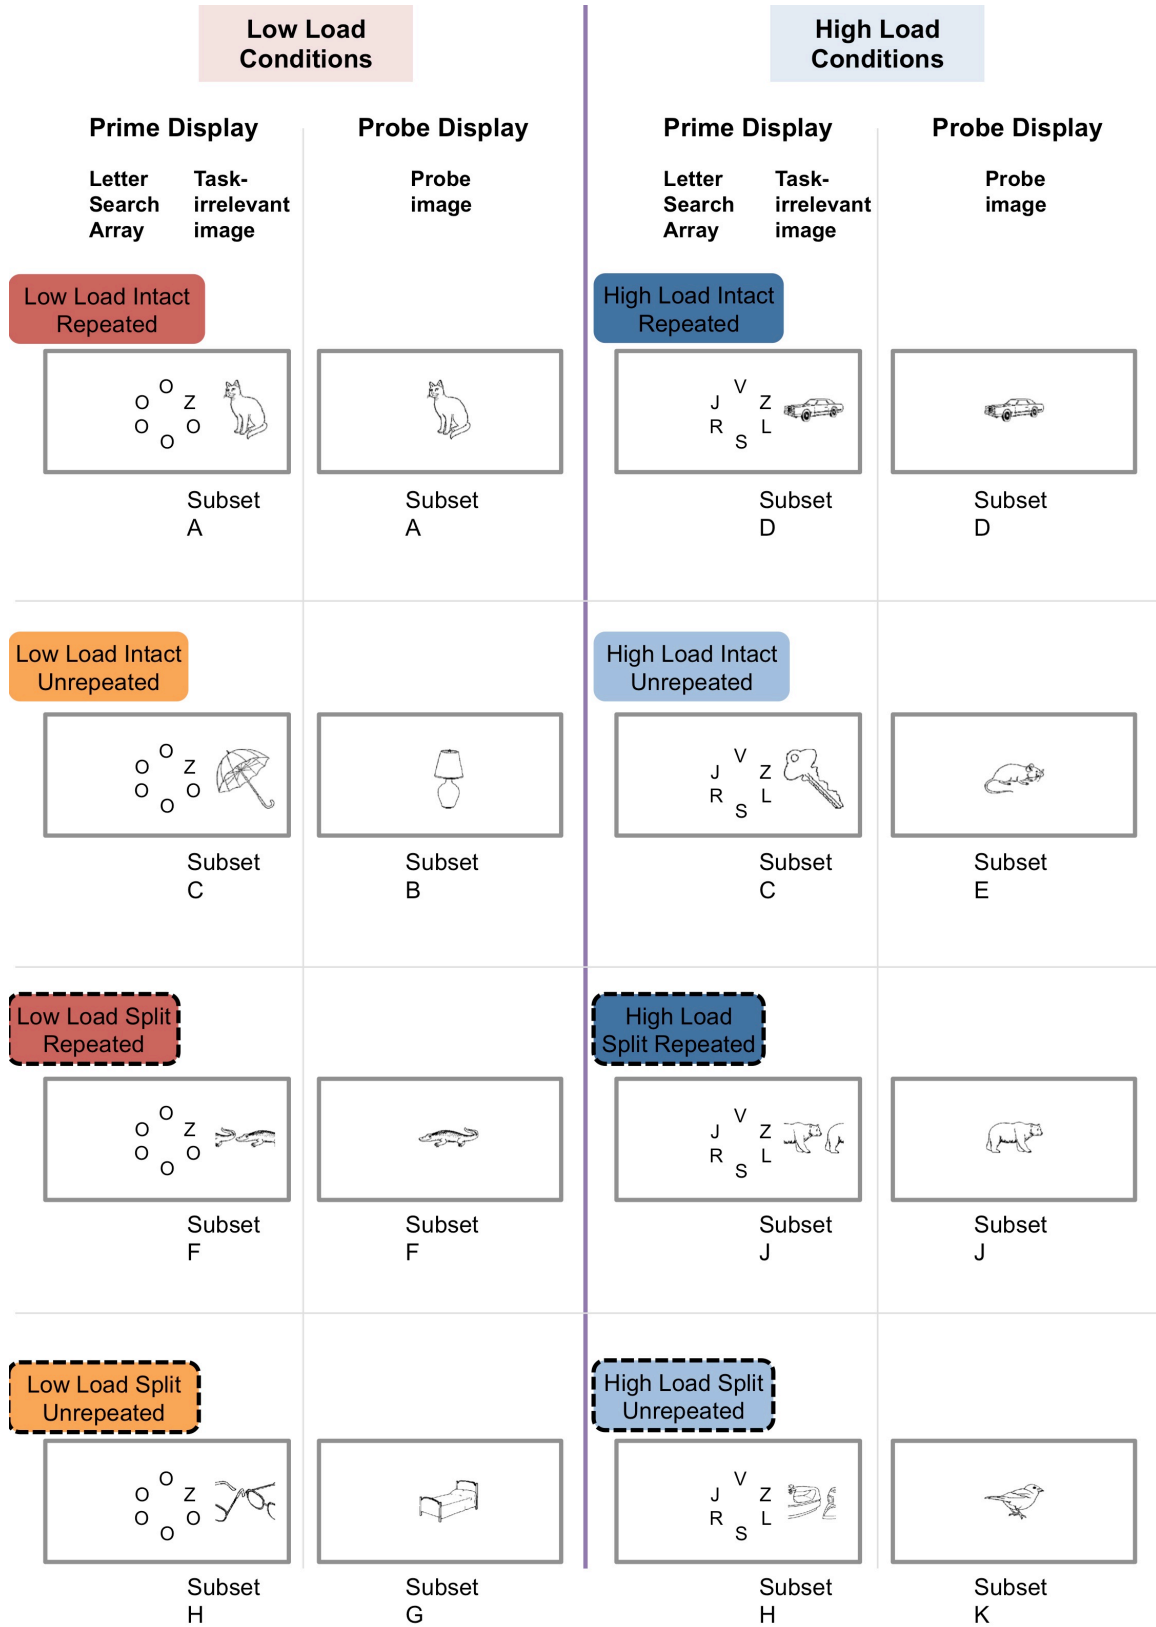 Low Load
Conditions
High Load
Conditions
Prime Display
Probe Display
Prime Display
Probe Display
Letter
Search
Array
Task-
irrelevant
image
Probe
image
Letter
Search
Array
Task-
irrelevant
image
Probe
image
Low Load Intact
Repeated
High Load Intact
Repeated
O
O Z
O O
O
V
J Z
R L
S
Subset
A
Subset
A
Subset
D
Subset
D
Low Load Intact
Unrepeated
High Load Intact
Unrepeated
O
O Z
O O
O
V
J Z
R L
S
Subset
C
Subset
B
Subset
C
Subset
E
Low Load Split
Repeated
High Load
Split Repeated
O
O Z
O O
O
V
J Z
R L
S
Subset
F
Subset
F
Subset
J
Subset
J
Low Load Split
Unrepeated
High Load Split
Unrepeated
O
O Z
O O
O
V
J Z
R L
S
Subset
H
Subset
G
Subset
H
Subset
K